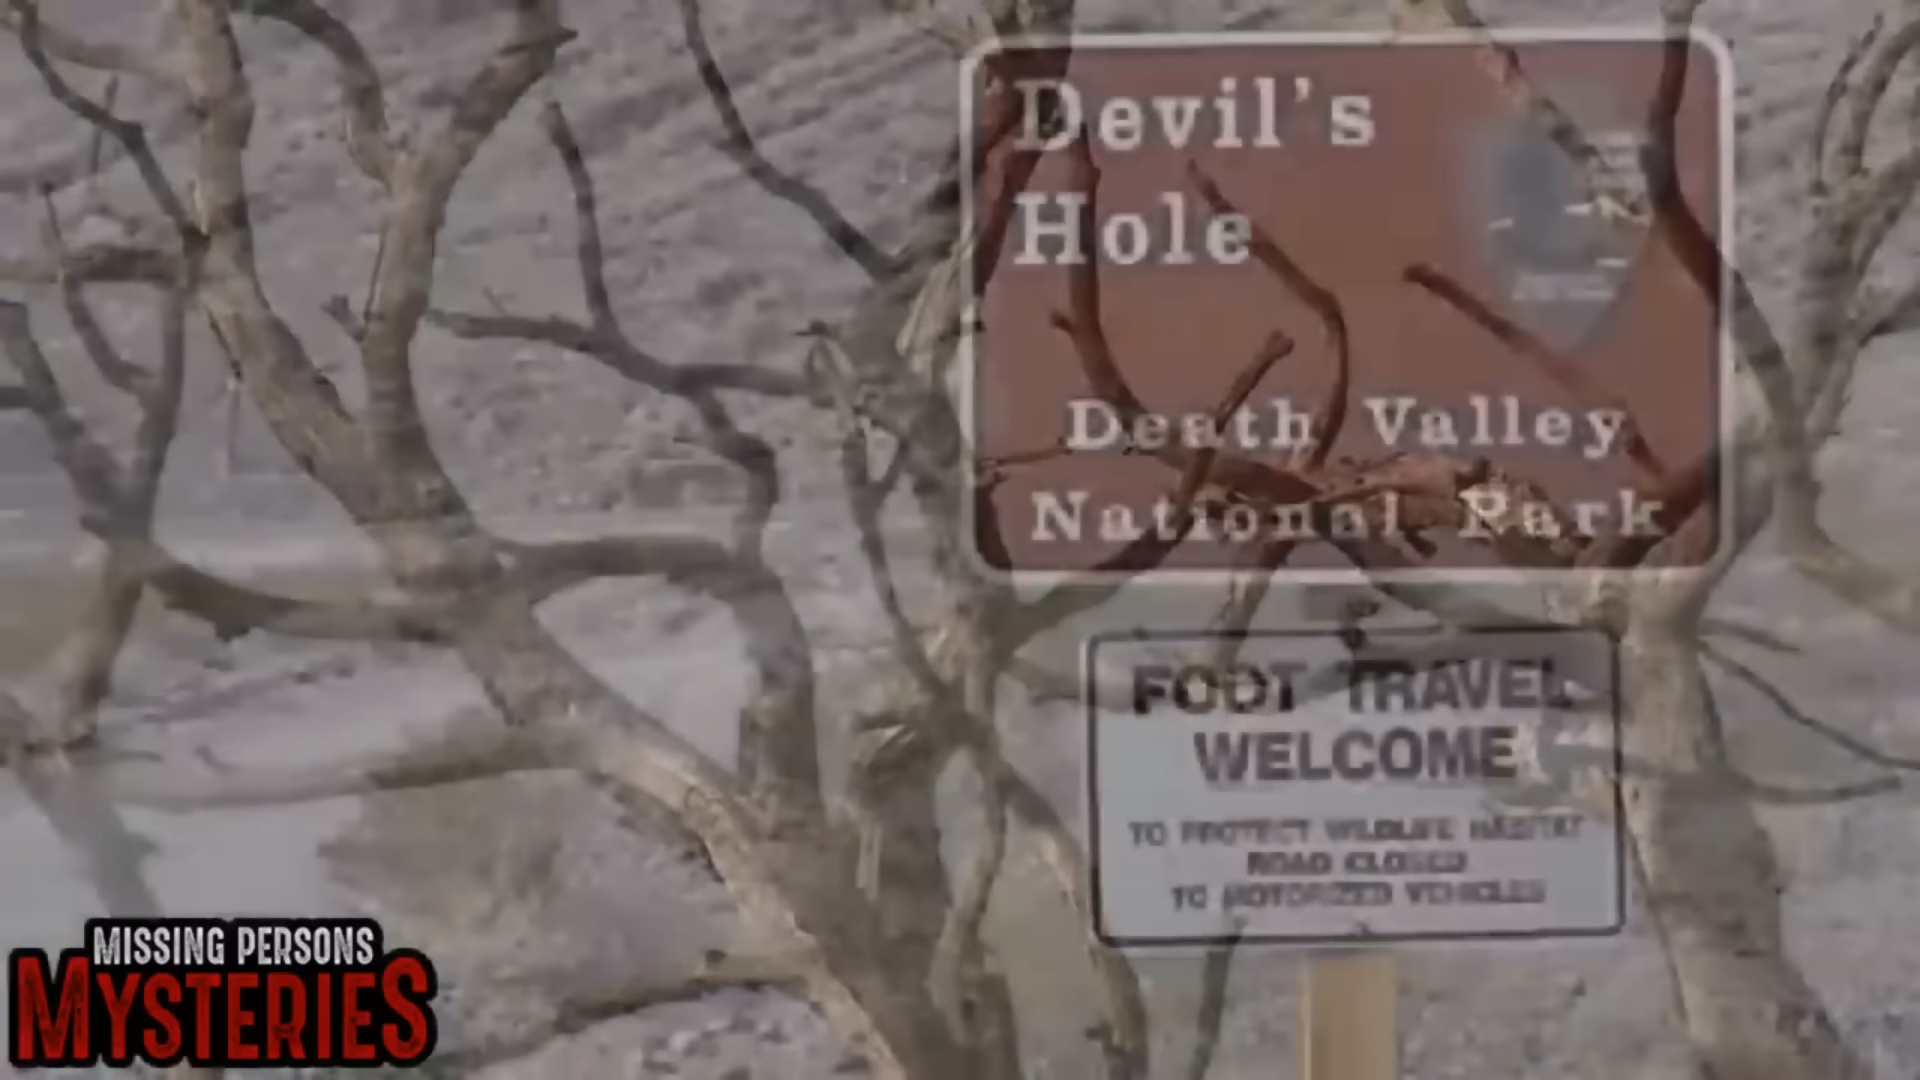 Devil's
Hole
Death Valley
National Park
FOOT TRAVEL
WELCOME
TO PROTECT WILDLIFE HABITAT
ROAD CLOSED
TO MOTORIZED VEHICLES
MISSING PERSONS
MYSTERIES